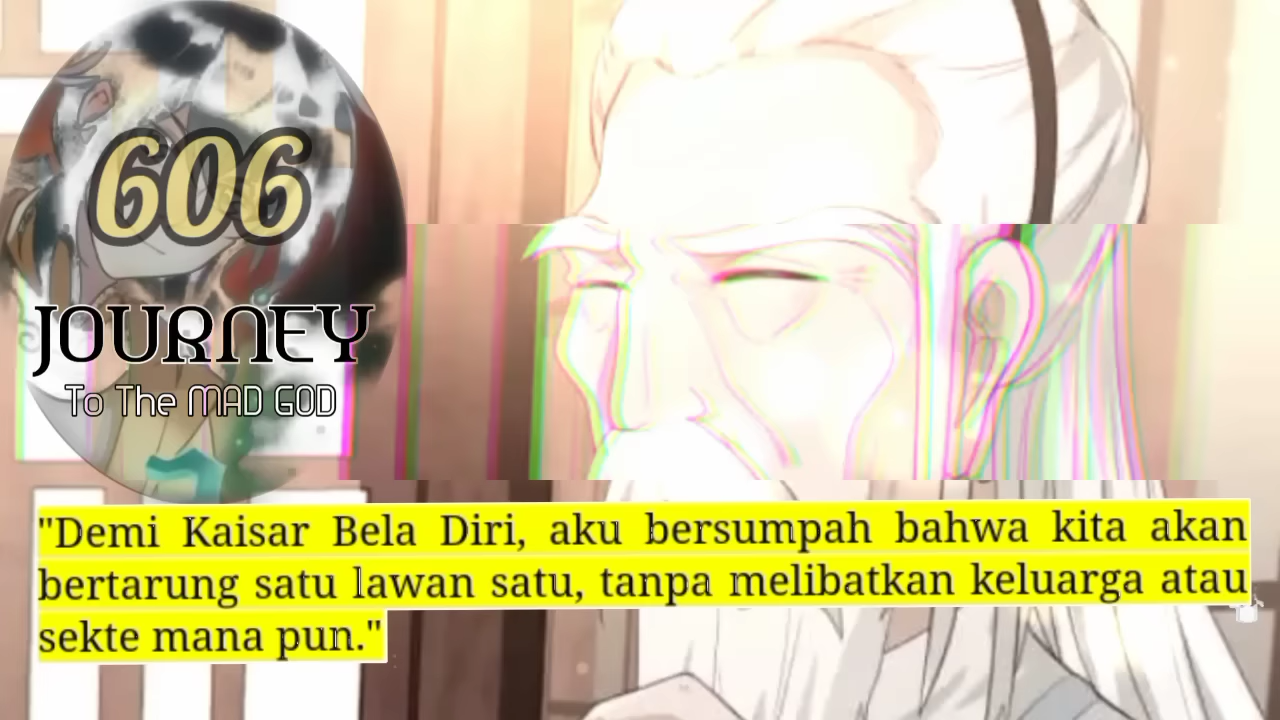 606
JOURNEY
To The MAD GOD
"Demi Kaisar Bela Diri, aku bersumpah bahwa kita akan
bertarung satu lawan satu, tanpa melibatkan keluarga atau
sekte mana pun."